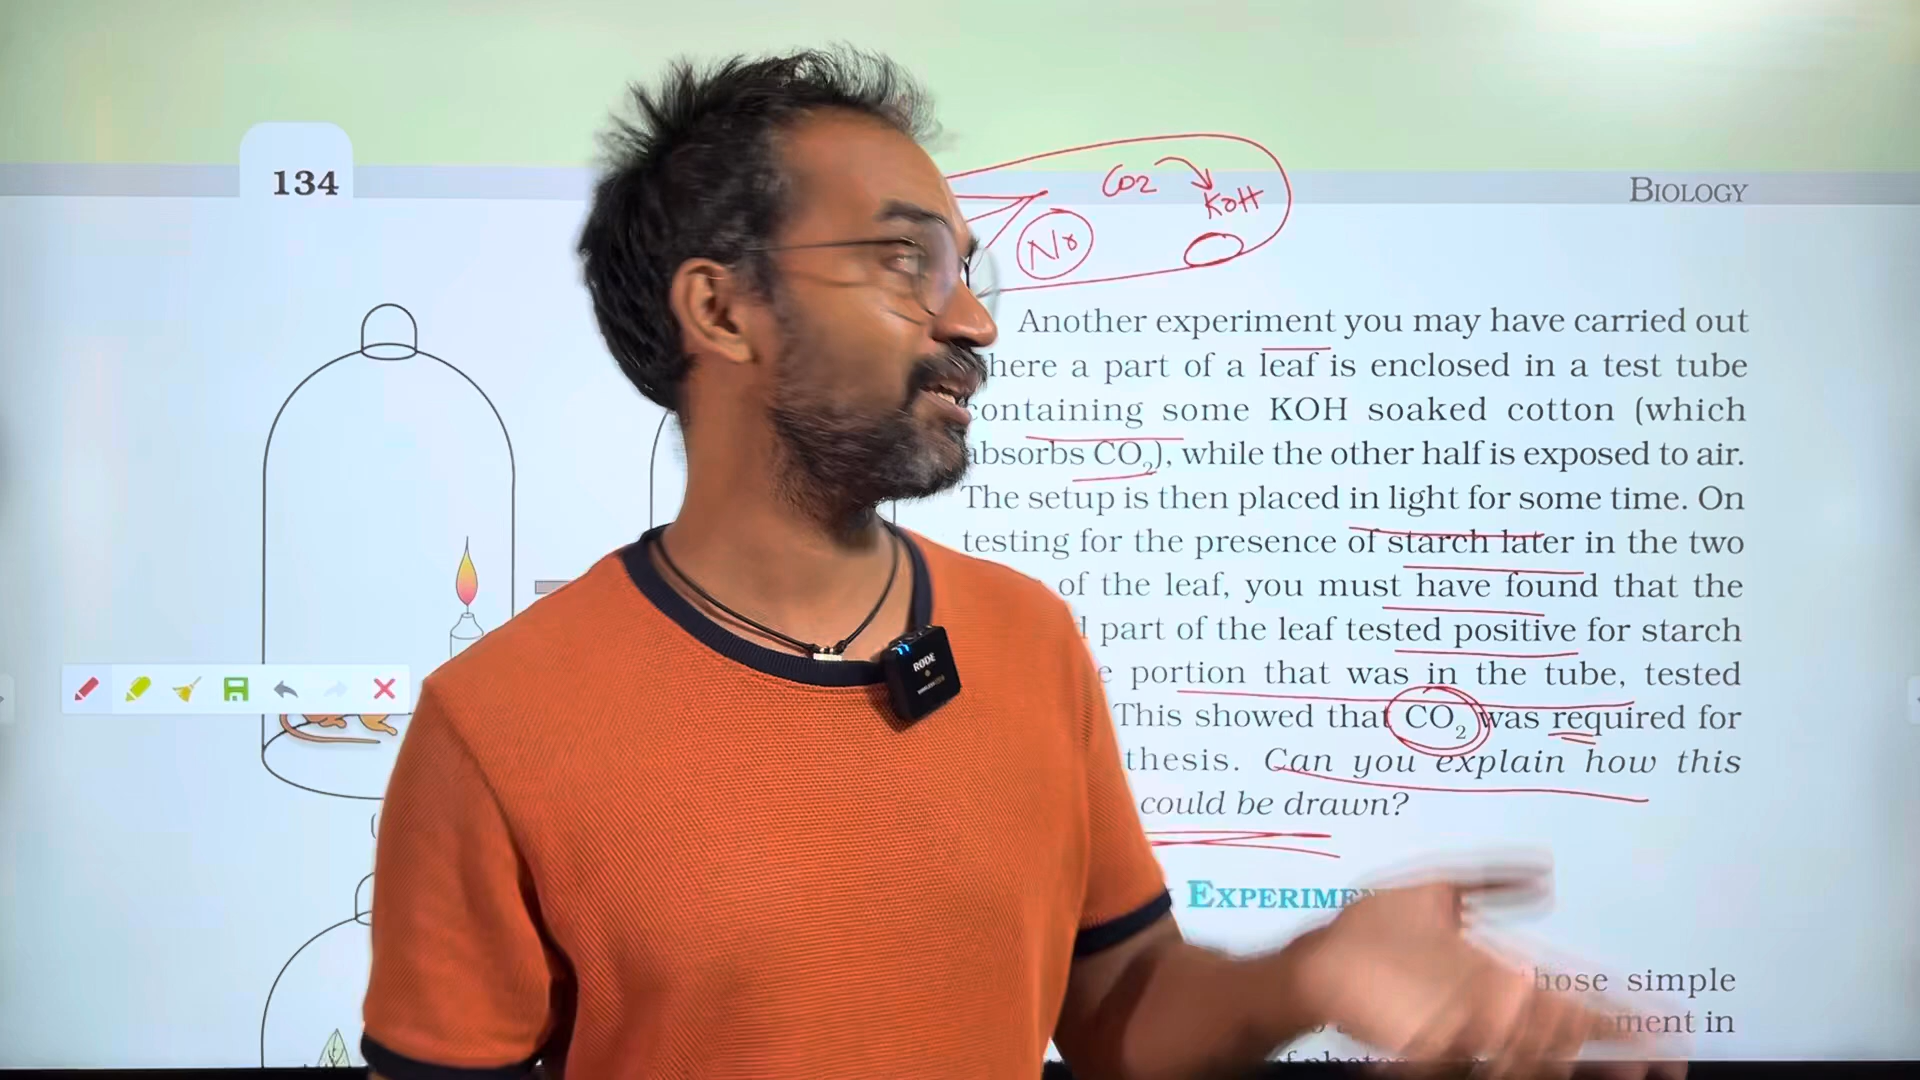 134
BIOLOGY
CO2
KOH
No
Another experiment you may have carried out
here a part of a leaf is enclosed in a test tube
containing some KOH soaked cotton (which
absorbs CO2), while the other half is exposed to air.
The setup is then placed in light for some time. On
testing for the presence of starch later in the two
of the leaf, you must have found that the
part of the leaf tested positive for starch
portion that was in the tube, tested
This showed that CO2 was required for
thesis. Can you explain how this
could be drawn?
EXPERIME
RODE
hose simple
ment in